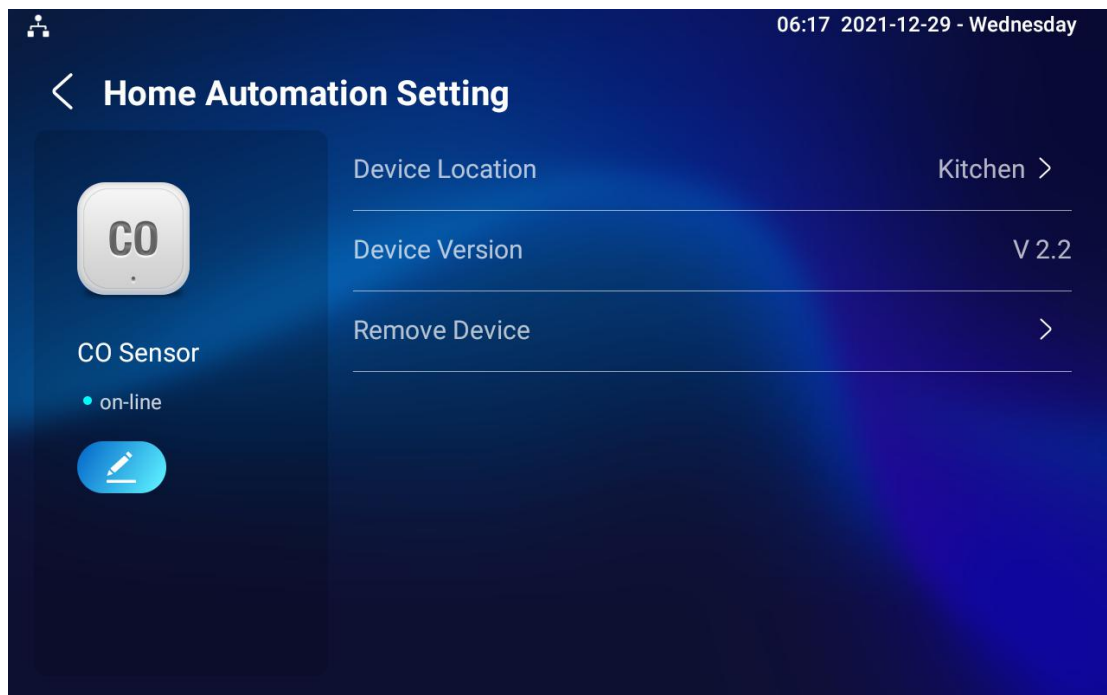 06:17 2021-12-29 - Wednesday
Home Automation Setting
CO
CO Sensor
on-line
Device Location Kitchen
Device Version V 2.2
Remove Device